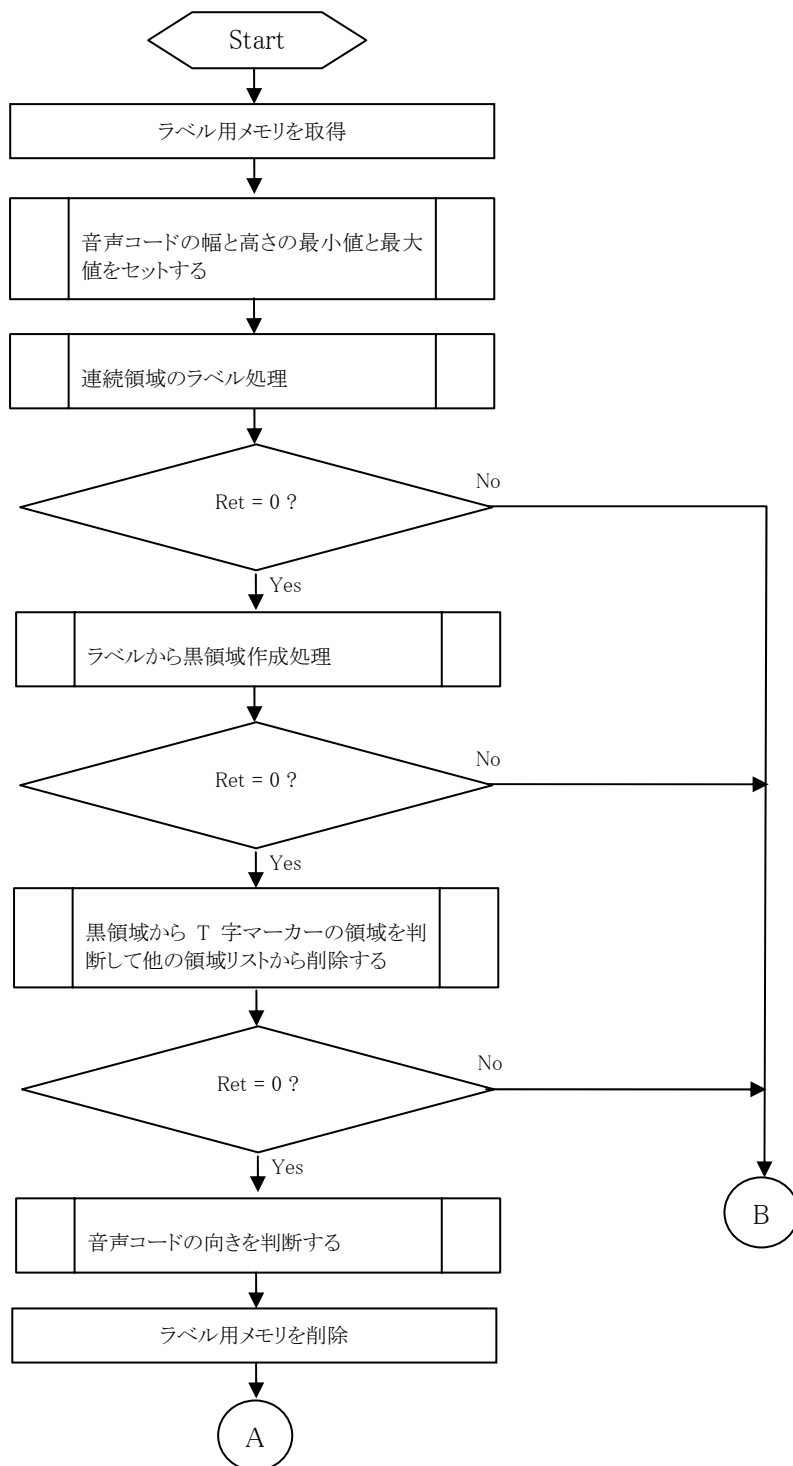 Start
ラベル用メモリを取得
音声コードの幅と高さの最小値と最大
値をセットする
連続領域のラベル処理
Ret = 0 ?
No
Yes
ラベルから黒領域作成処理
Ret = 0 ?
No
Yes
黒領域から T 字マーカーの領域を判
断して他の領域リストから削除する
Ret = 0 ?
No
Yes
B
音声コードの向きを判断する
ラベル用メモリを削除
A